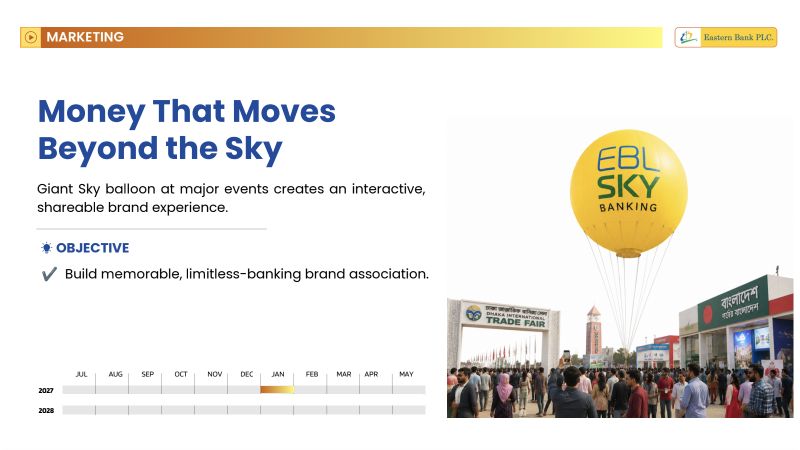 MARKETING
Eastern Bank PLC.
Money That Moves
Beyond the Sky
Giant Sky balloon at major events creates an interactive,
shareable brand experience.
OBJECTIVE
Build memorable, limitless-banking brand association.
EBL
SKY
BANKING
DHAKA INTERNATIONAL
TRADE FAIR
বাংলাদেশ
JUL AUG SEP OCT NOV DEC JAN FEB MAR APR MAY
2027
2028